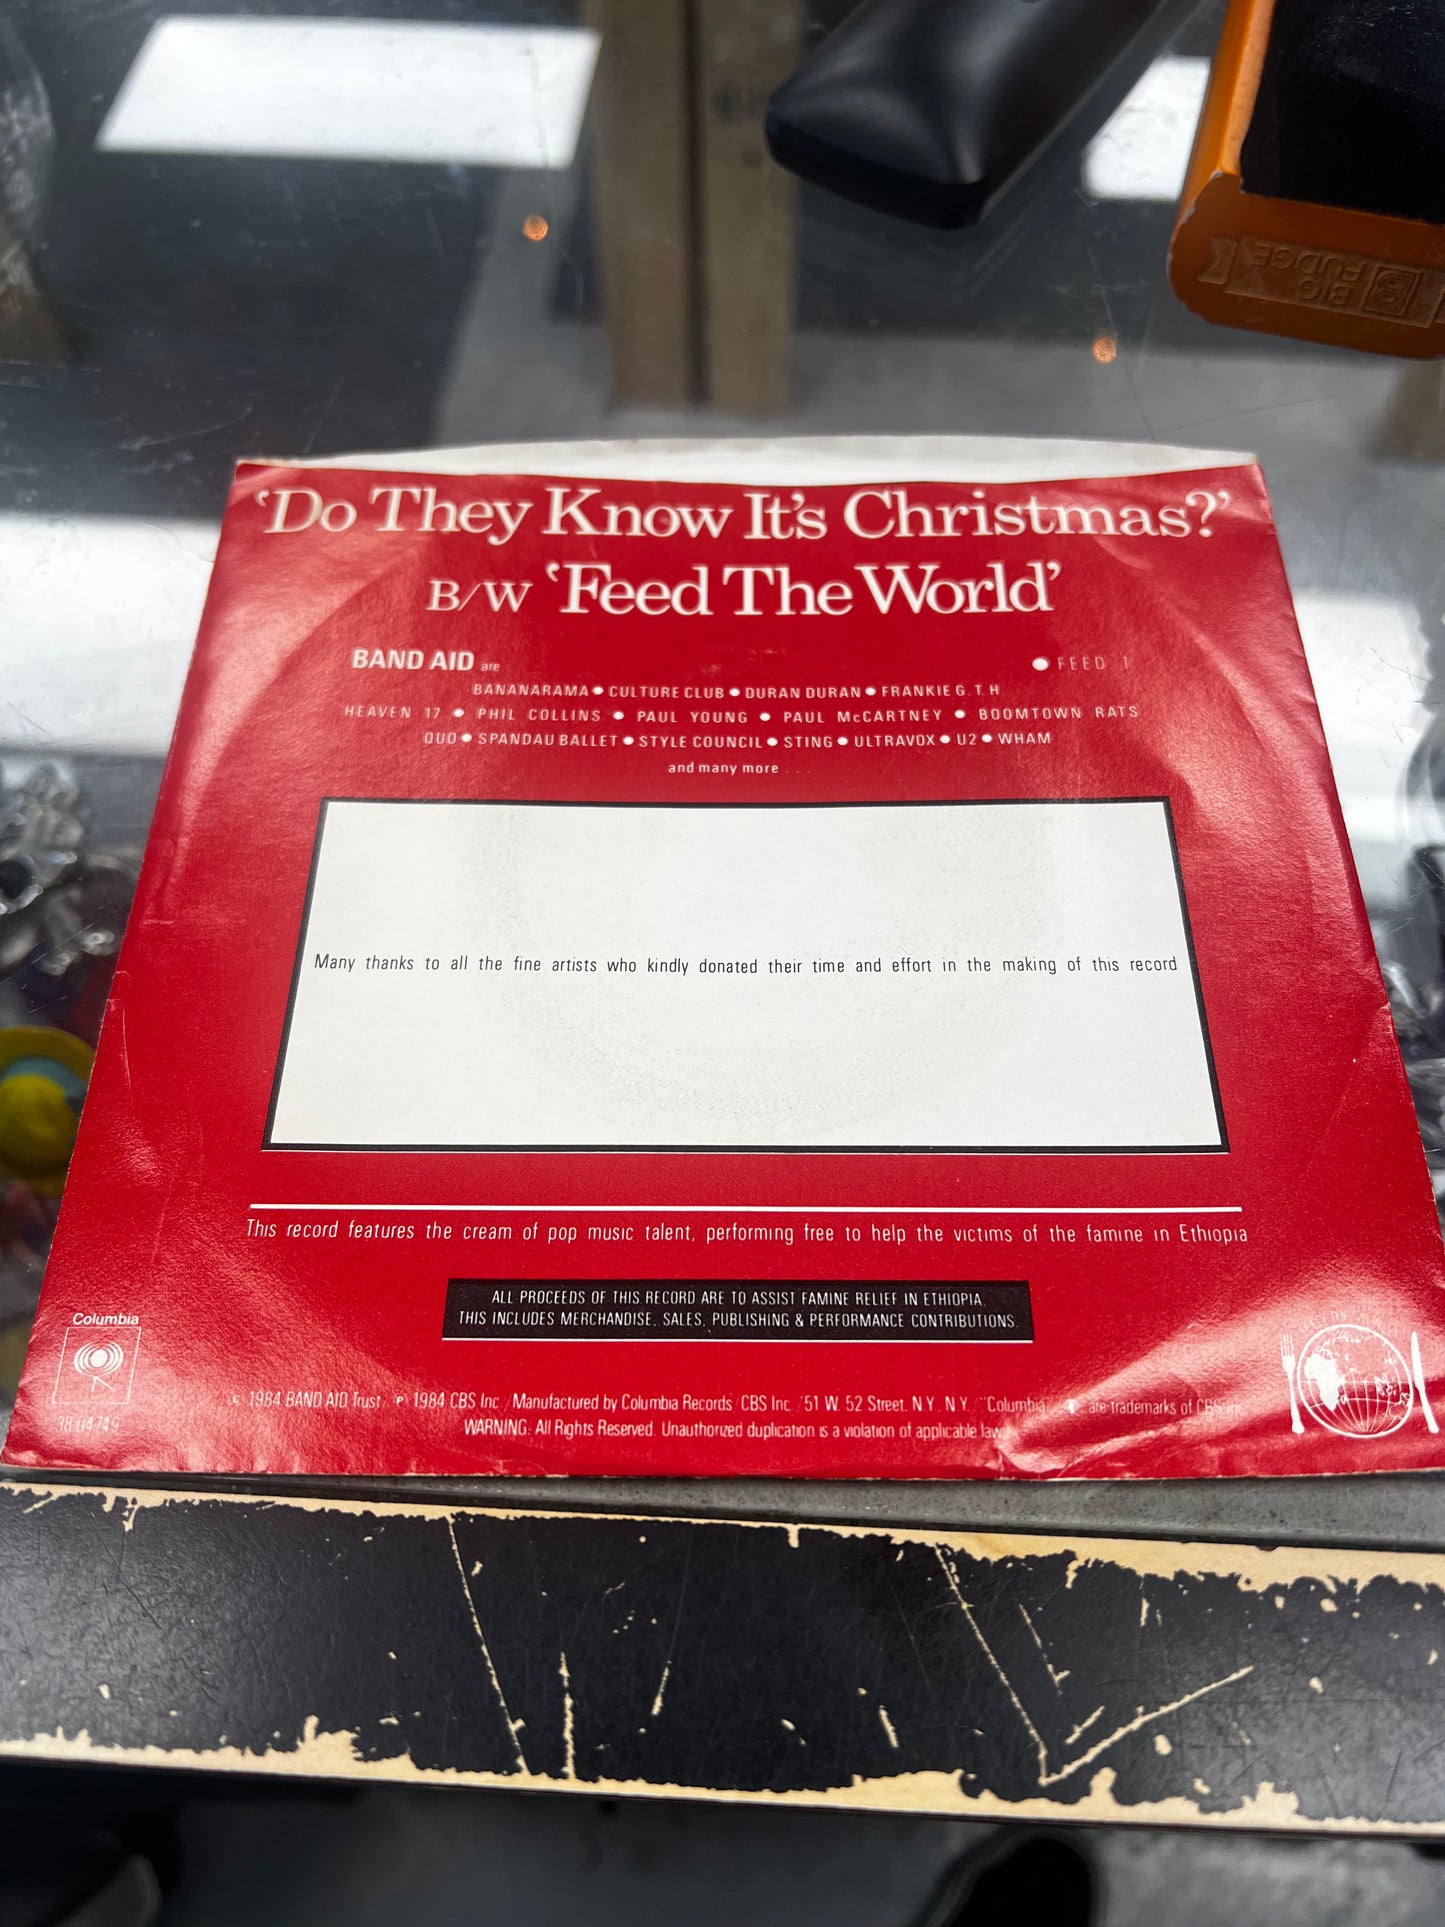 ‘Do They Know It's Christmas?’
B/W ‘Feed The World’
BAND AID are
● FEED 1
BANANARAMA ● CULTURE CLUB ● DURAN DURAN ● FRANKIE G. T. H
HEAVEN 17 ● PHIL COLLINS ● PAUL YOUNG ● PAUL McCARTNEY ● BOOMTOWN RATS
QUO ● SPANDAU BALLET ● STYLE COUNCIL ● STING ● ULTRAVOX ● U2 ● WHAM
and many more . . .
Many thanks to all the fine artists who kindly donated their time and effort in the making of this record
This record features the cream of pop music talent, performing free to help the victims of the famine in Ethiopia
ALL PROCEEDS OF THIS RECORD ARE TO ASSIST FAMINE RELIEF IN ETHIOPIA.
THIS INCLUDES MERCHANDISE, SALES, PUBLISHING & PERFORMANCE CONTRIBUTIONS.
Columbia
38-04749
© 1984 BAND AID Trust ℗ 1984 CBS Inc./Manufactured by Columbia Records/CBS Inc./51 W. 52 Street, N.Y., N.Y. "Columbia," are trademarks of CBS Inc.
WARNING: All Rights Reserved. Unauthorized duplication is a violation of applicable laws.
BIG
FUDGE
B